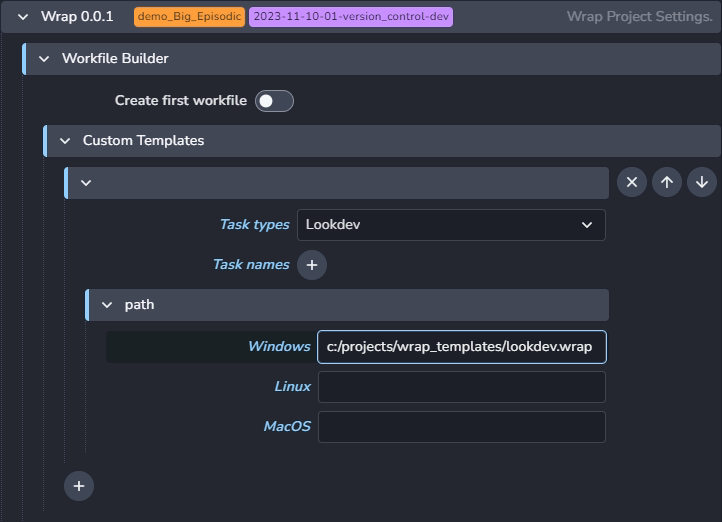 Wrap 0.0.1 demo_Big_Episodic 2023-11-10-01-version_control-dev Wrap Project Settings.
Workfile Builder
Create first workfile
Custom Templates
Task types Lookdev
Task names
path
Windows c:/projects/wrap_templates/lookdev.wrap
Linux
MacOS